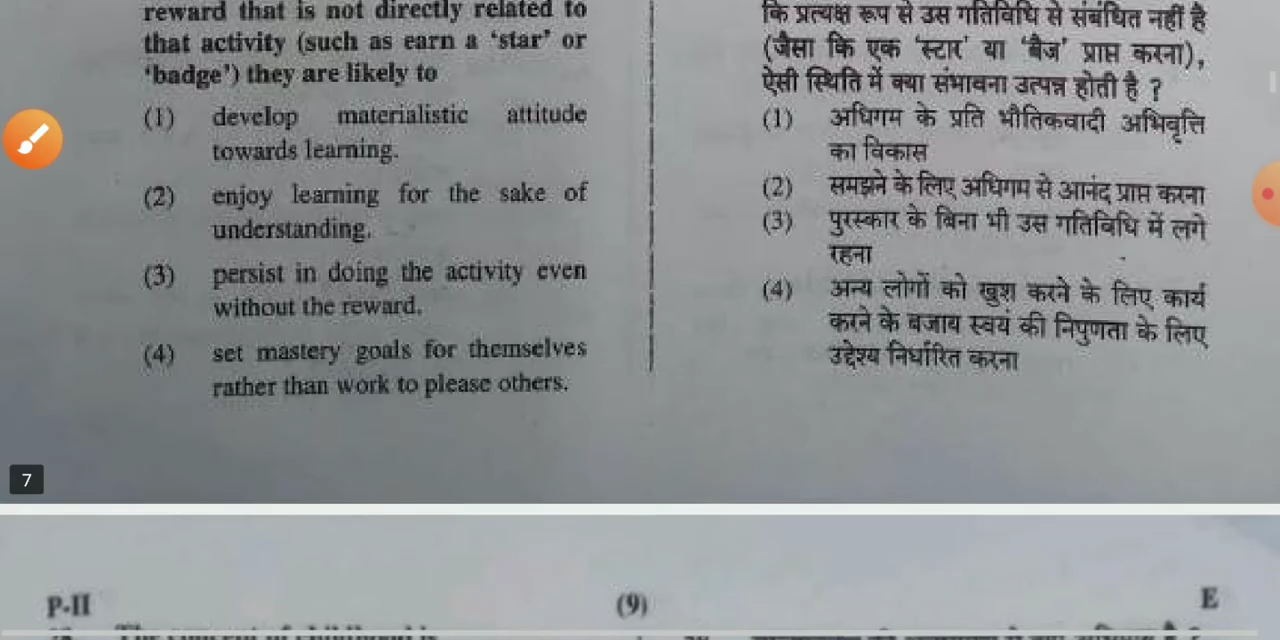 reward that is not directly related to
that activity (such as earn a ‘star’ or
‘badge’) they are likely to
(1) develop materialistic attitude
towards learning.
(2) enjoy learning for the sake of
understanding.
(3) persist in doing the activity even
without the reward.
(4) set mastery goals for themselves
rather than work to please others.
कि प्रत्यक्ष रूप से उस गतिविधि से संबंधित नहीं है
(जैसा कि एक ‘स्टार’ या ‘बैज’ प्राप्त करना),
ऐसी स्थिति में क्या संभावना उत्पन्न होती है ?
(1) अधिगम के प्रति भौतिकवादी अभिवृत्ति
का विकास
(2) समझने के लिए अधिगम से आनंद प्राप्त करना
(3) पुरस्कार के बिना भी उस गतिविधि में लगे
रहना
(4) अन्य लोगों को खुश करने के लिए कार्य
करने के बजाय स्वयं की निपुणता के लिए
उद्देश्य निर्धारित करना
7
P-II (9) E
The concept of childhood is